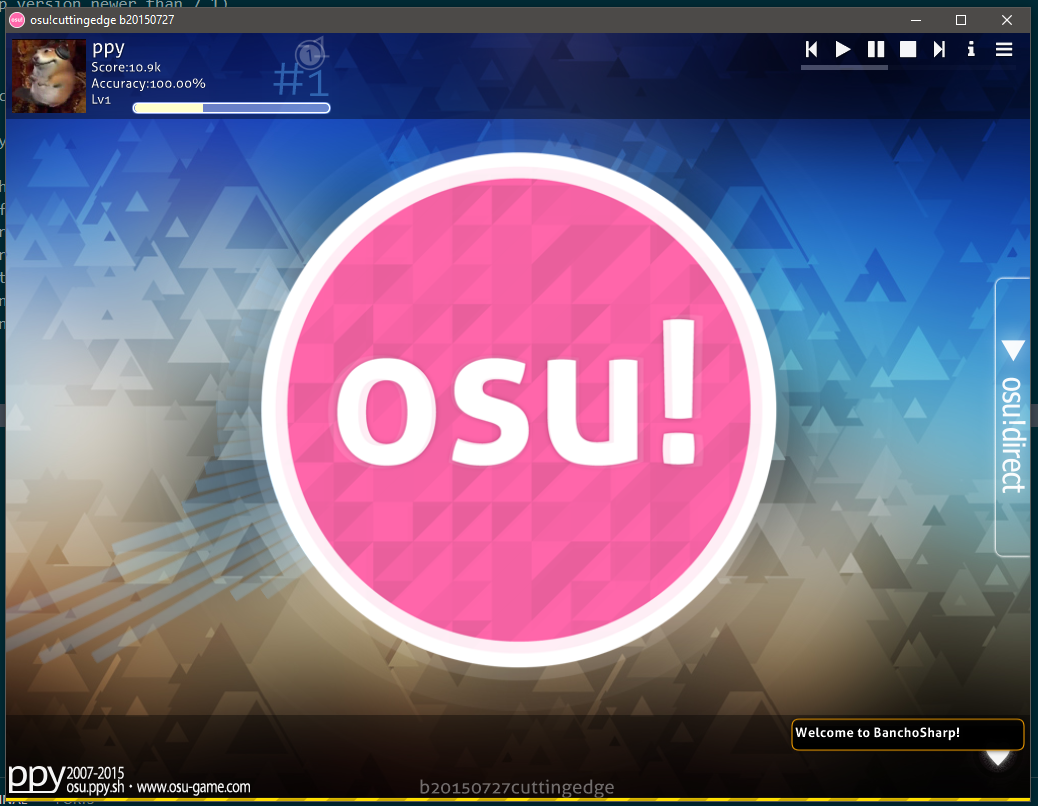 p version newer than 7.1)
osu!cuttingedge b20150727
ppy
Score:10.9k
Accuracy:100.00%
Lv1
#1
osu!
osu!direct
Welcome to BanchoSharp!
ppy 2007-2015
osu.ppy.sh · www.osu-game.com
b20150727cuttingedge